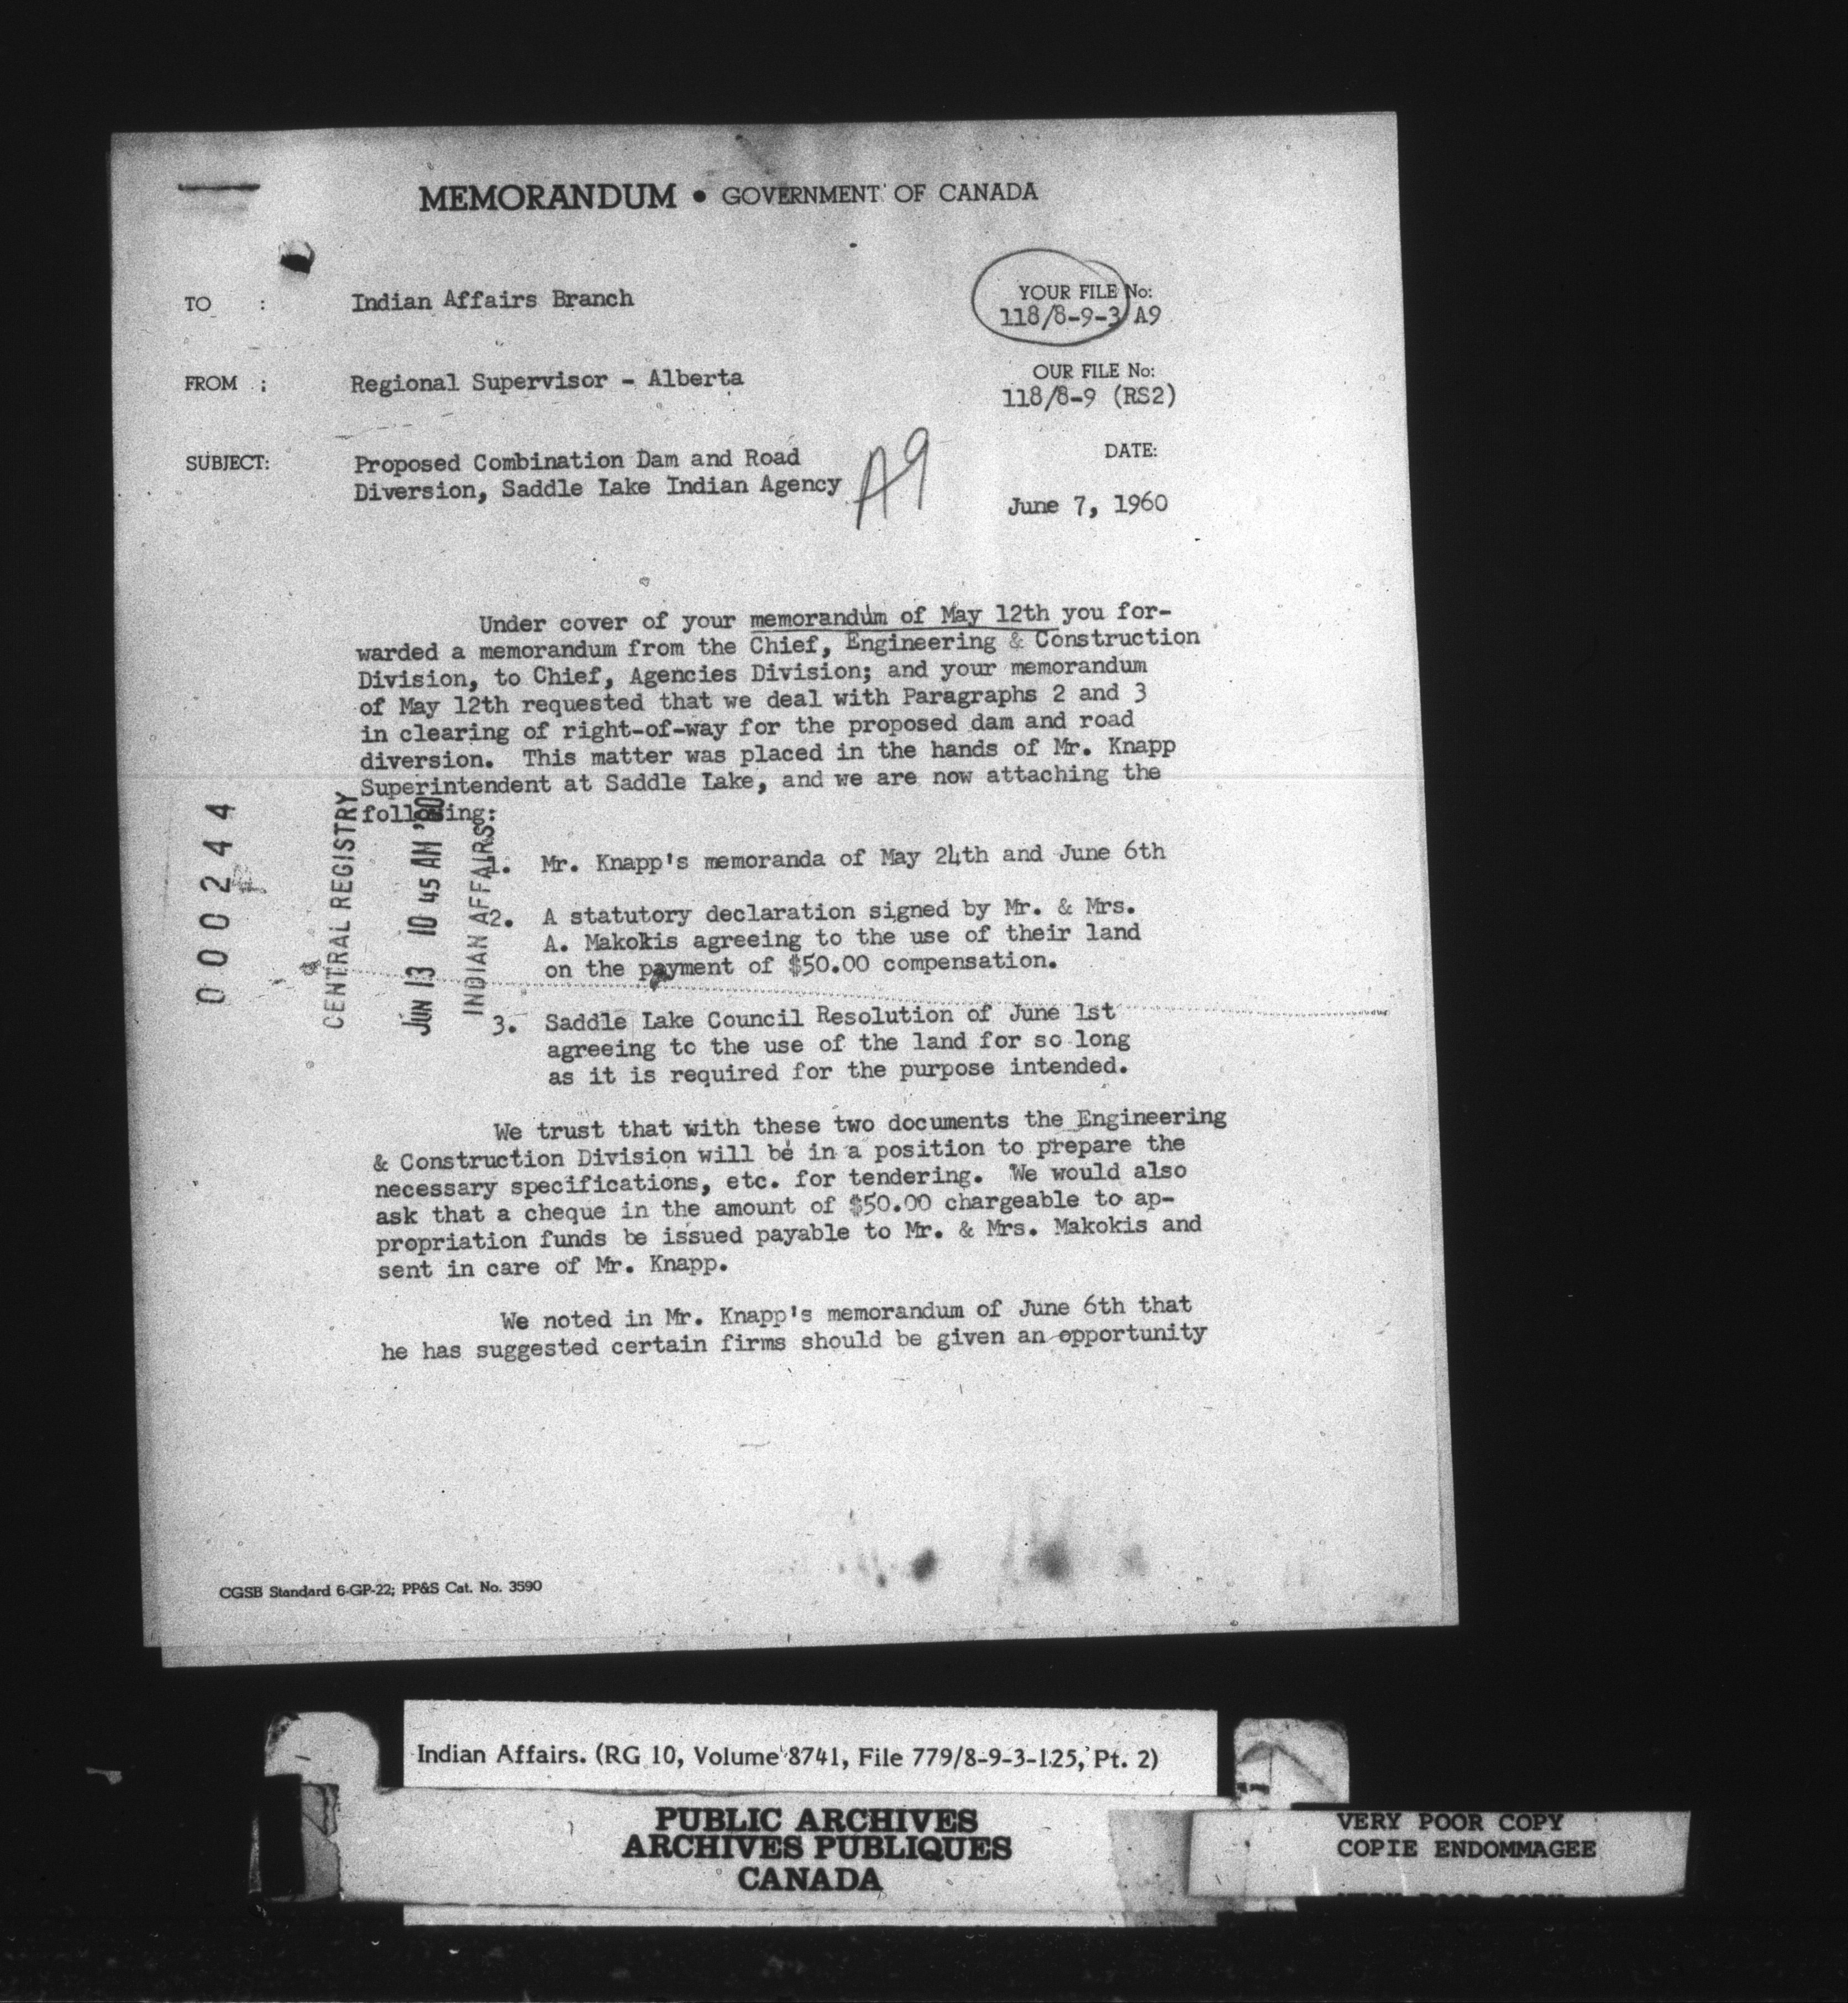 MEMORANDUM • GOVERNMENT OF CANADA
TO : Indian Affairs Branch
YOUR FILE No:
118/8-9-3 A9
FROM : Regional Supervisor - Alberta
OUR FILE No:
118/8-9 (RS2)
SUBJECT: Proposed Combination Dam and Road
Diversion, Saddle Lake Indian Agency
A9
DATE:
June 7, 1960
Under cover of your memorandum of May 12th you for-
warded a memorandum from the Chief, Engineering & Construction
Division, to Chief, Agencies Division; and your memorandum
of May 12th requested that we deal with Paragraphs 2 and 3
in clearing of right-of-way for the proposed dam and road
diversion. This matter was placed in the hands of Mr. Knapp
Superintendent at Saddle Lake, and we are now attaching the
following:
1. Mr. Knapp's memoranda of May 24th and June 6th
2. A statutory declaration signed by Mr. & Mrs.
A. Makokis agreeing to the use of their land
on the payment of $50.00 compensation.
3. Saddle Lake Council Resolution of June 1st
agreeing to the use of the land for so long
as it is required for the purpose intended.
000244
CENTRAL REGISTRY
JUN 13 10 45 AM '60
INDIAN AFFAIRS
We trust that with these two documents the Engineering
& Construction Division will be in a position to prepare the
necessary specifications, etc. for tendering. We would also
ask that a cheque in the amount of $50.00 chargeable to ap-
propriation funds be issued payable to Mr. & Mrs. Makokis and
sent in care of Mr. Knapp.
We noted in Mr. Knapp's memorandum of June 6th that
he has suggested certain firms should be given an opportunity
CGSB Standard 6-GP-22; PP&S Cat. No. 3590
Indian Affairs. (RG 10, Volume 8741, File 779/8-9-3-125, Pt. 2)
PUBLIC ARCHIVES
ARCHIVES PUBLIQUES
CANADA
VERY POOR COPY
COPIE ENDOMMAGEE